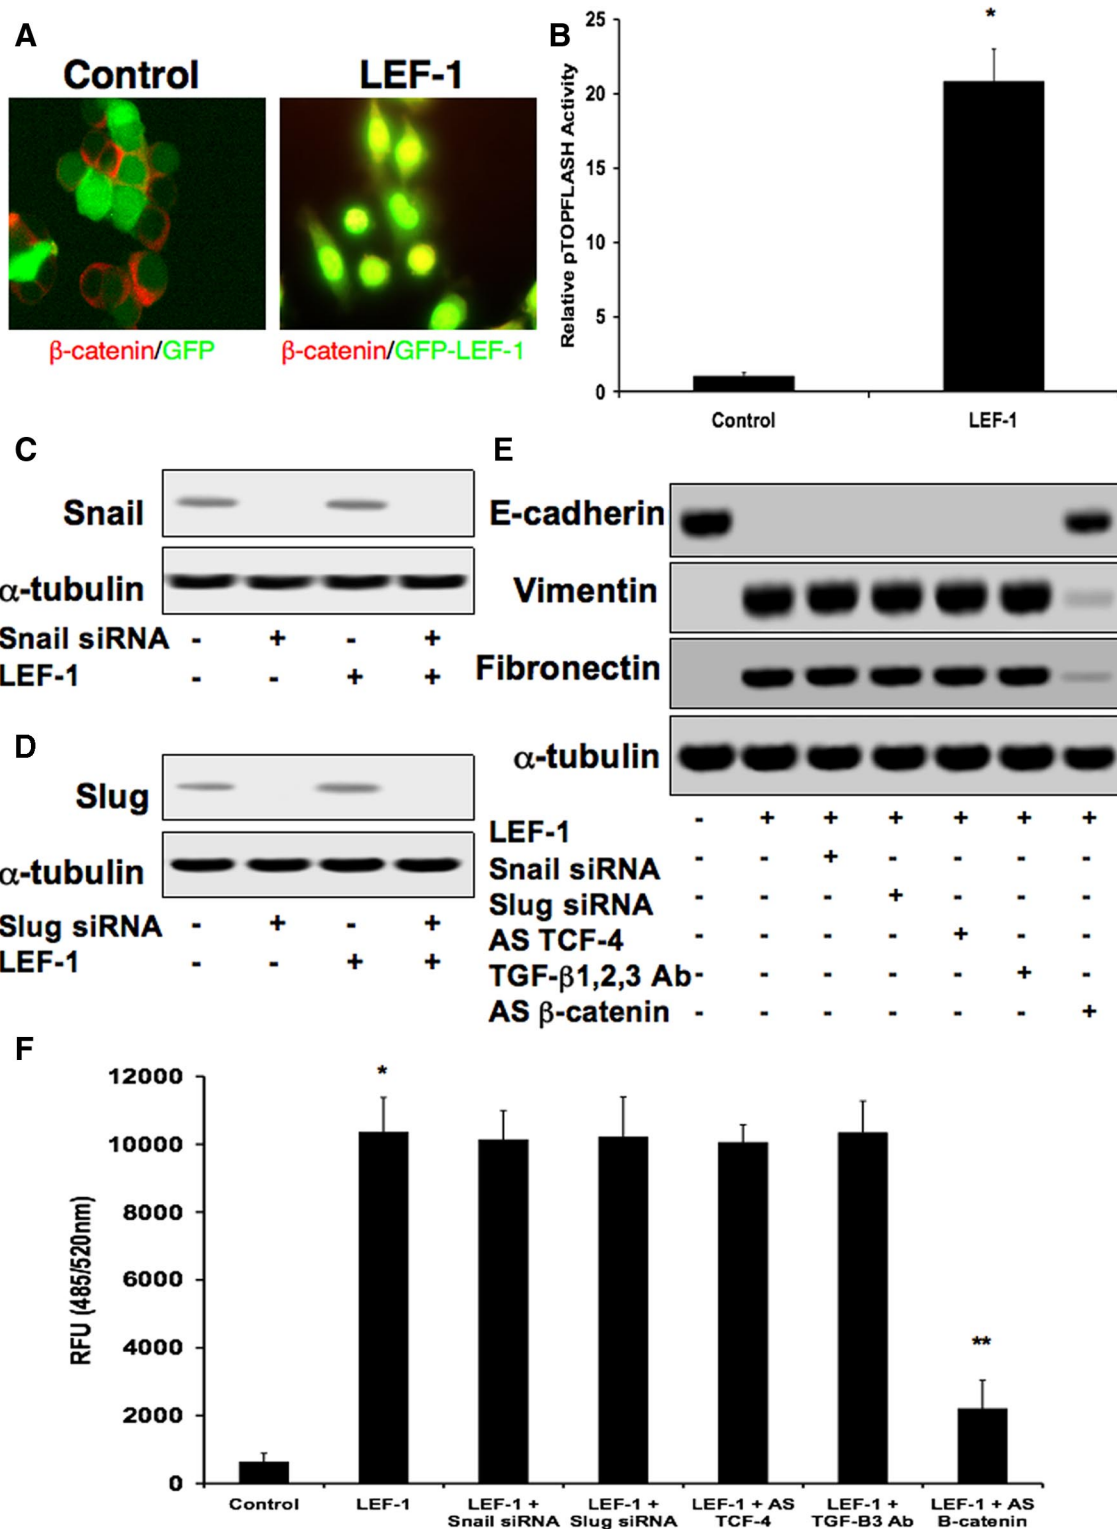 A
Control
LEF-1
β-catenin/GFP
β-catenin/GFP-LEF-1
B
Relative pTOPFLASH Activity
25
20
15
10
5
0
*
Control
LEF-1
C
Snail
α-tubulin
Snail siRNA - + - +
LEF-1 - - + +
D
Slug
α-tubulin
Slug siRNA - + - +
LEF-1 - - + +
E
E-cadherin
Vimentin
Fibronectin
α-tubulin
LEF-1 - + + + + + +
Snail siRNA - - + - - - -
Slug siRNA - - - + - - -
AS TCF-4 - - - - + - -
TGF-β1,2,3 Ab - - - - - + -
AS β-catenin - - - - - - +
F
RFU (485/520nm)
12000
10000
8000
6000
4000
2000
0
*
**
Control
LEF-1
LEF-1 +
Snail siRNA
LEF-1 +
Slug siRNA
LEF-1 + AS
TCF-4
LEF-1 +
TGF-B3 Ab
LEF-1 + AS
B-catenin